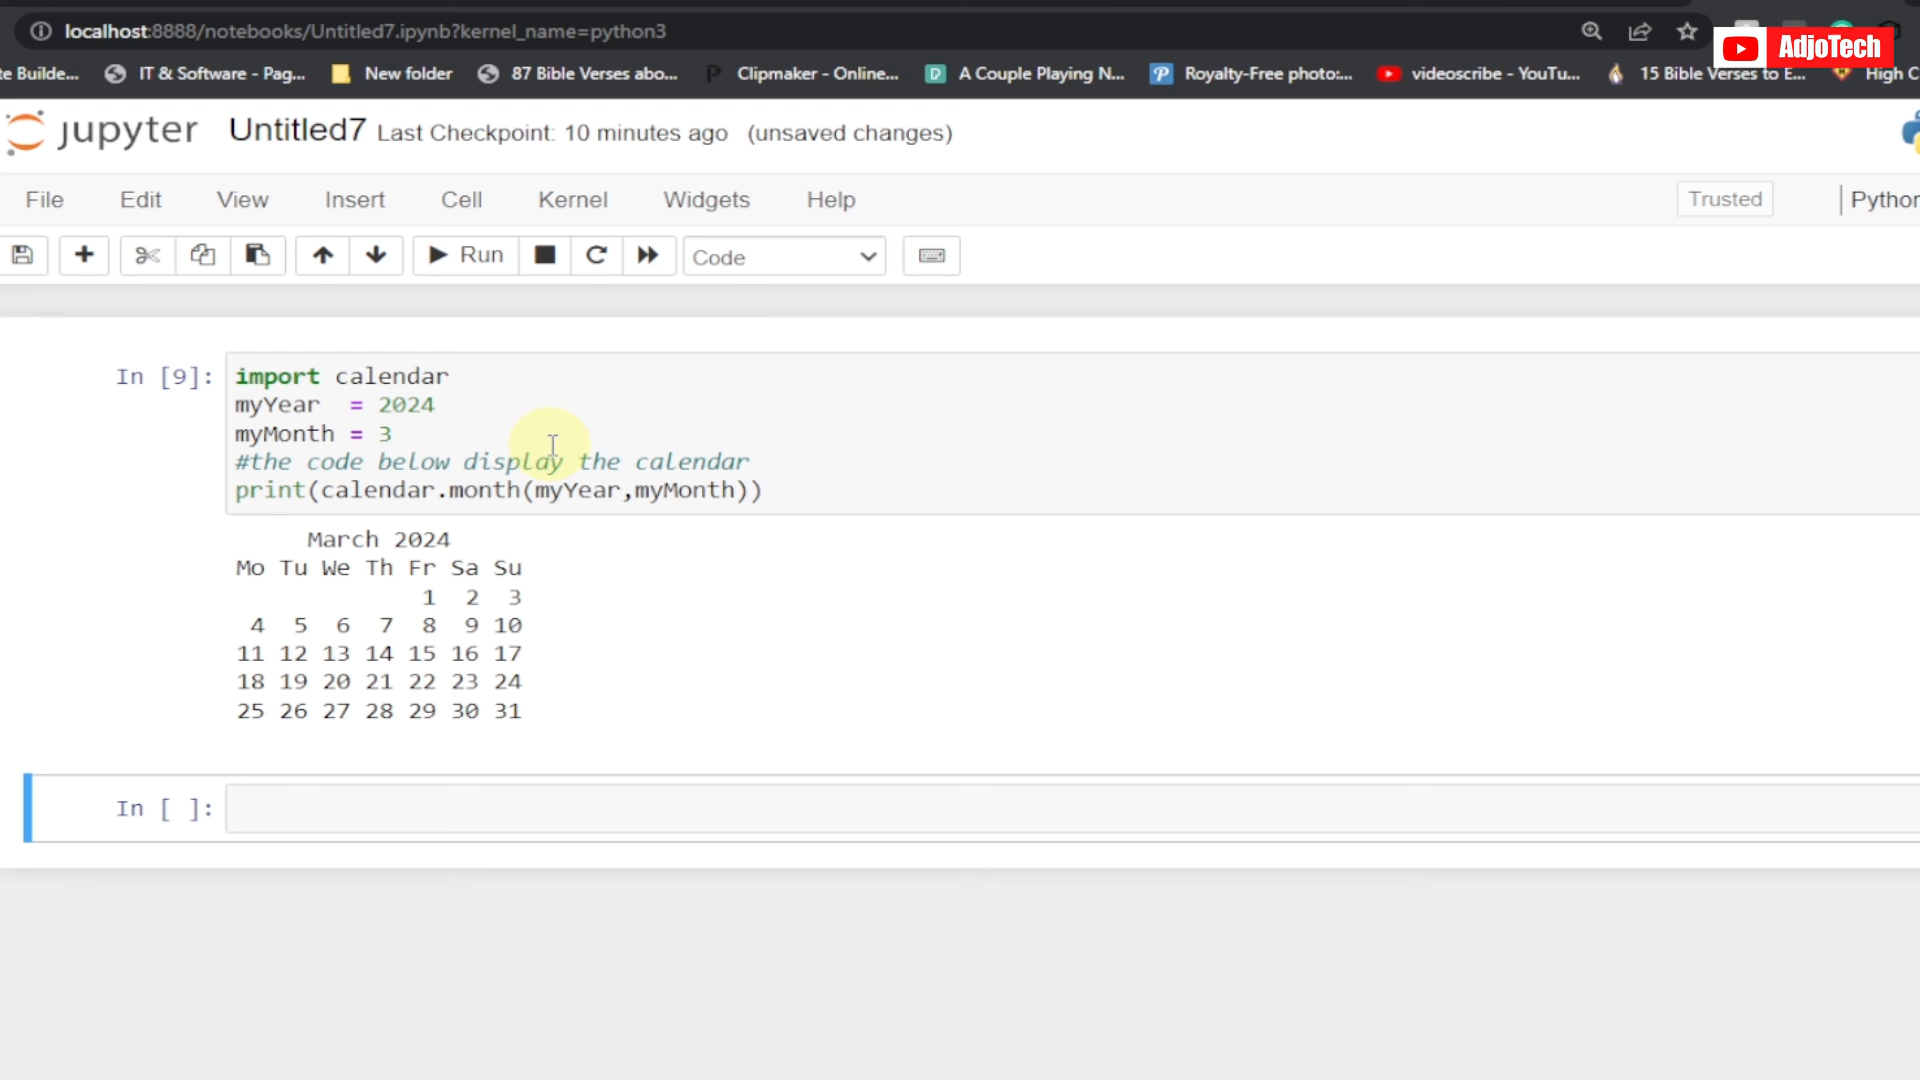 localhost:8888/notebooks/Untitled7.ipynb?kernel_name=python3
AdjoTech
te Builde... IT & Software - Pag... New folder 87 Bible Verses abo... Clipmaker - Online... A Couple Playing N... Royalty-Free photo:... videoscribe - YouTu... 15 Bible Verses to E... High C
jupyter Untitled7 Last Checkpoint: 10 minutes ago (unsaved changes)
File Edit View Insert Cell Kernel Widgets Help Trusted Python
Run Code
In [9]: import calendar
myYear = 2024
myMonth = 3
#the code below display the calendar
print(calendar.month(myYear,myMonth))
March 2024
Mo Tu We Th Fr Sa Su
1 2 3
4 5 6 7 8 9 10
11 12 13 14 15 16 17
18 19 20 21 22 23 24
25 26 27 28 29 30 31
In [ ]: